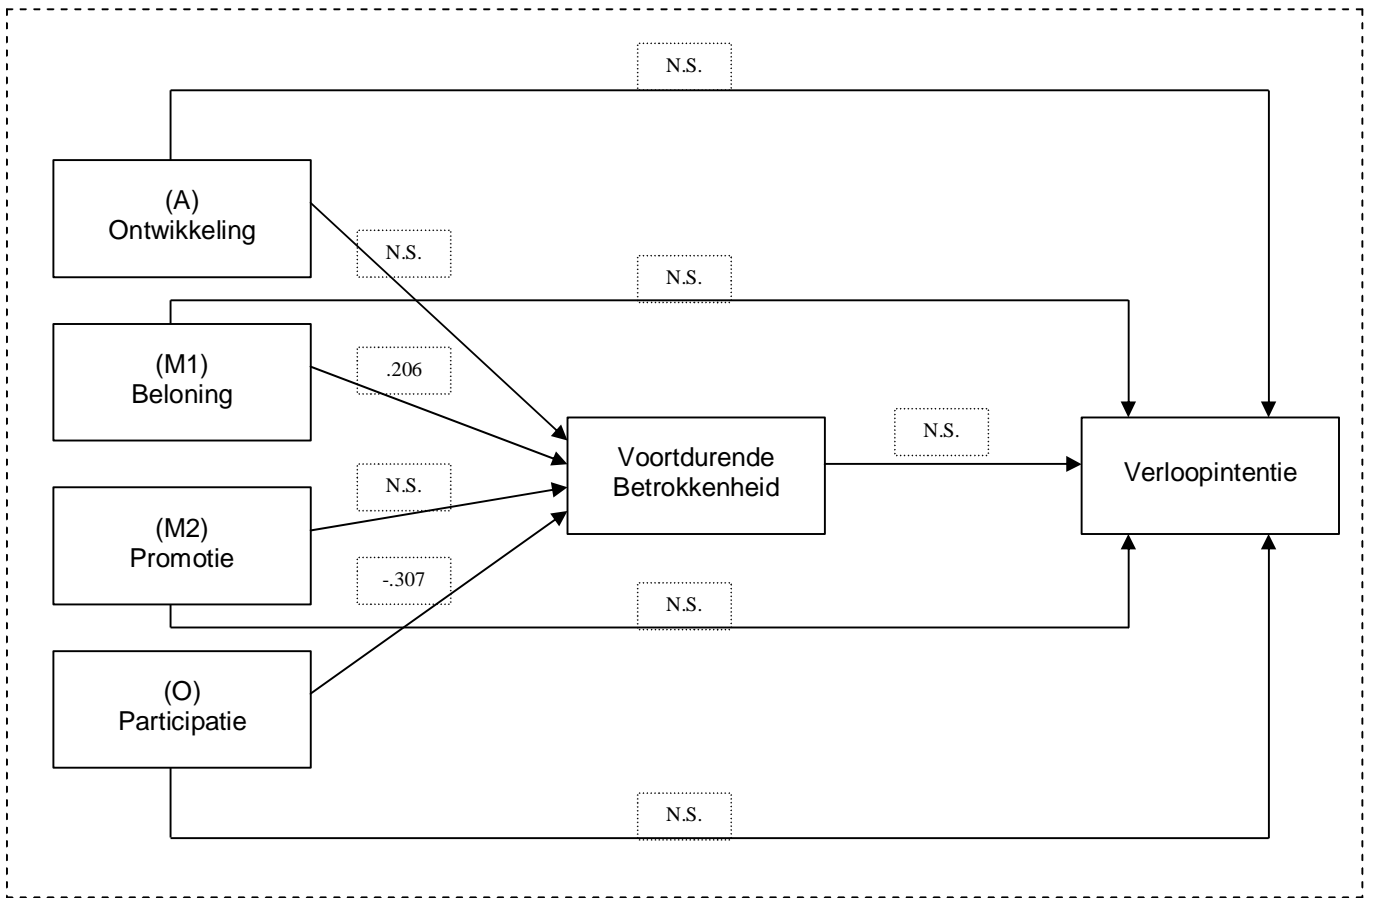 N.S.
(A)
Ontwikkeling
N.S.
N.S.
(M1)
Beloning
.206
Voortdurende
Betrokkenheid
N.S.
Verloopintentie
N.S.
(M2)
Promotie
-.307
N.S.
(O)
Participatie
N.S.